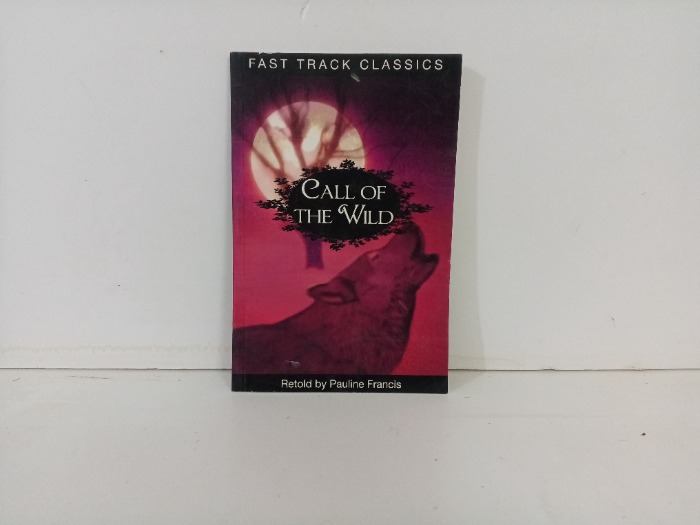 FAST TRACK CLASSICS
CALL OF
THE WILD
Retold by Pauline Francis